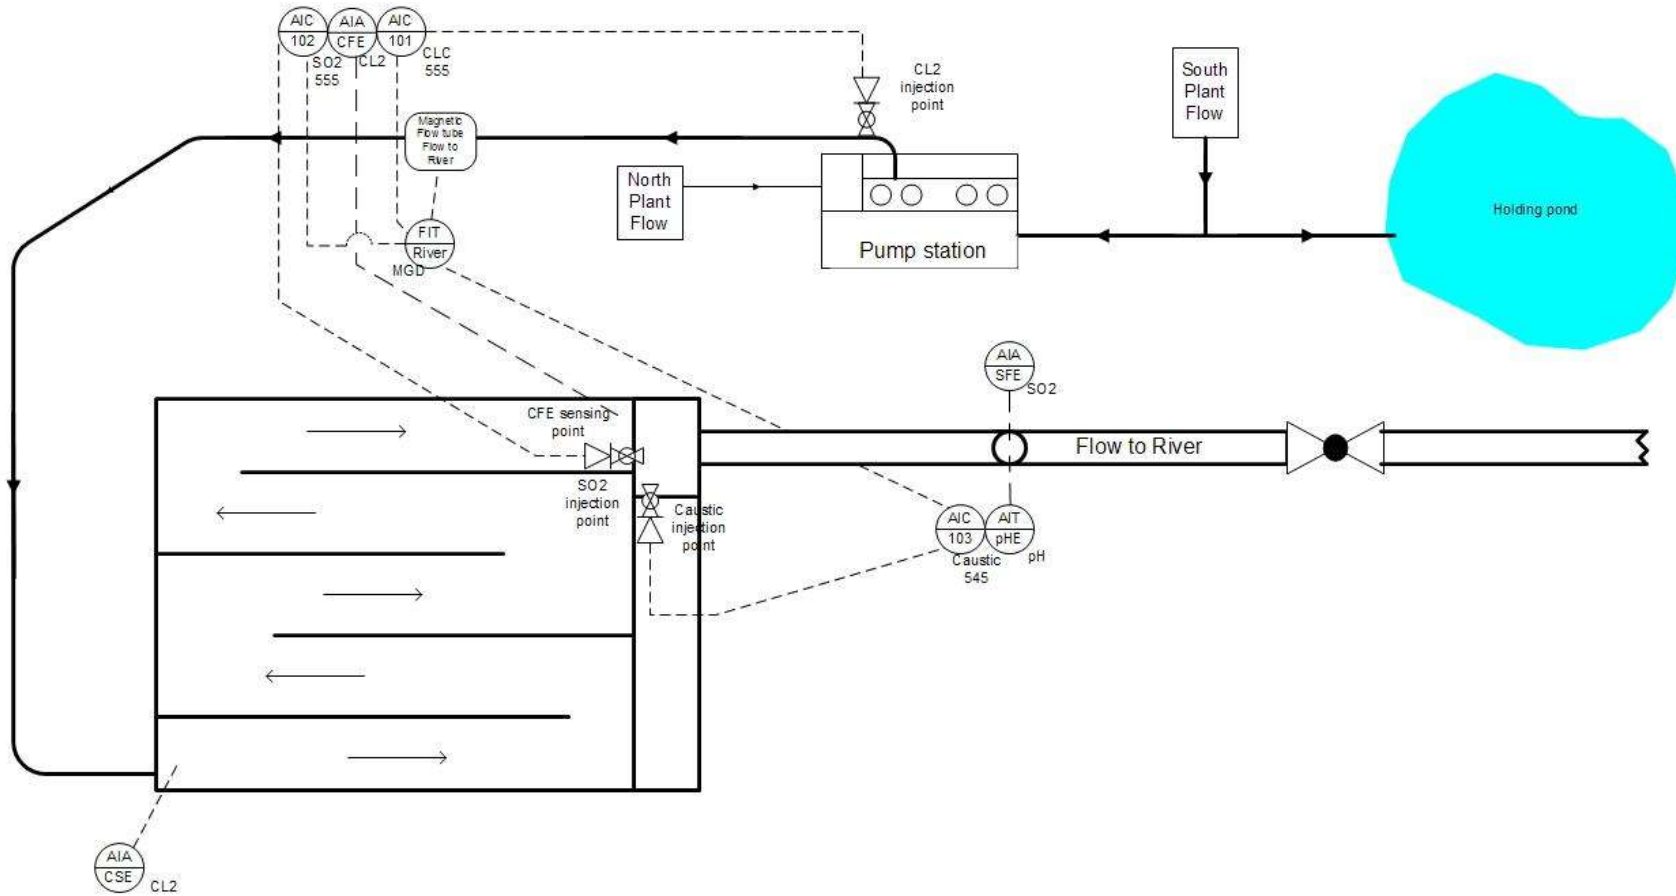 AIC
102
AIA
CFE
AIC
101
SO2
555
CL2
CLC
555
CL2
injection
point
South
Plant
Flow
Magnetic
Flow tube
Flow to
River
North
Plant
Flow
Holding pond
FIT
River
MGD
Pump station
AIA
SFE
SO2
CFE sensing
point
Flow to River
SO2
injection
point
Caustic
injection
point
AIC
103
AIT
pHE
Caustic
545
pH
AIA
CSE
CL2